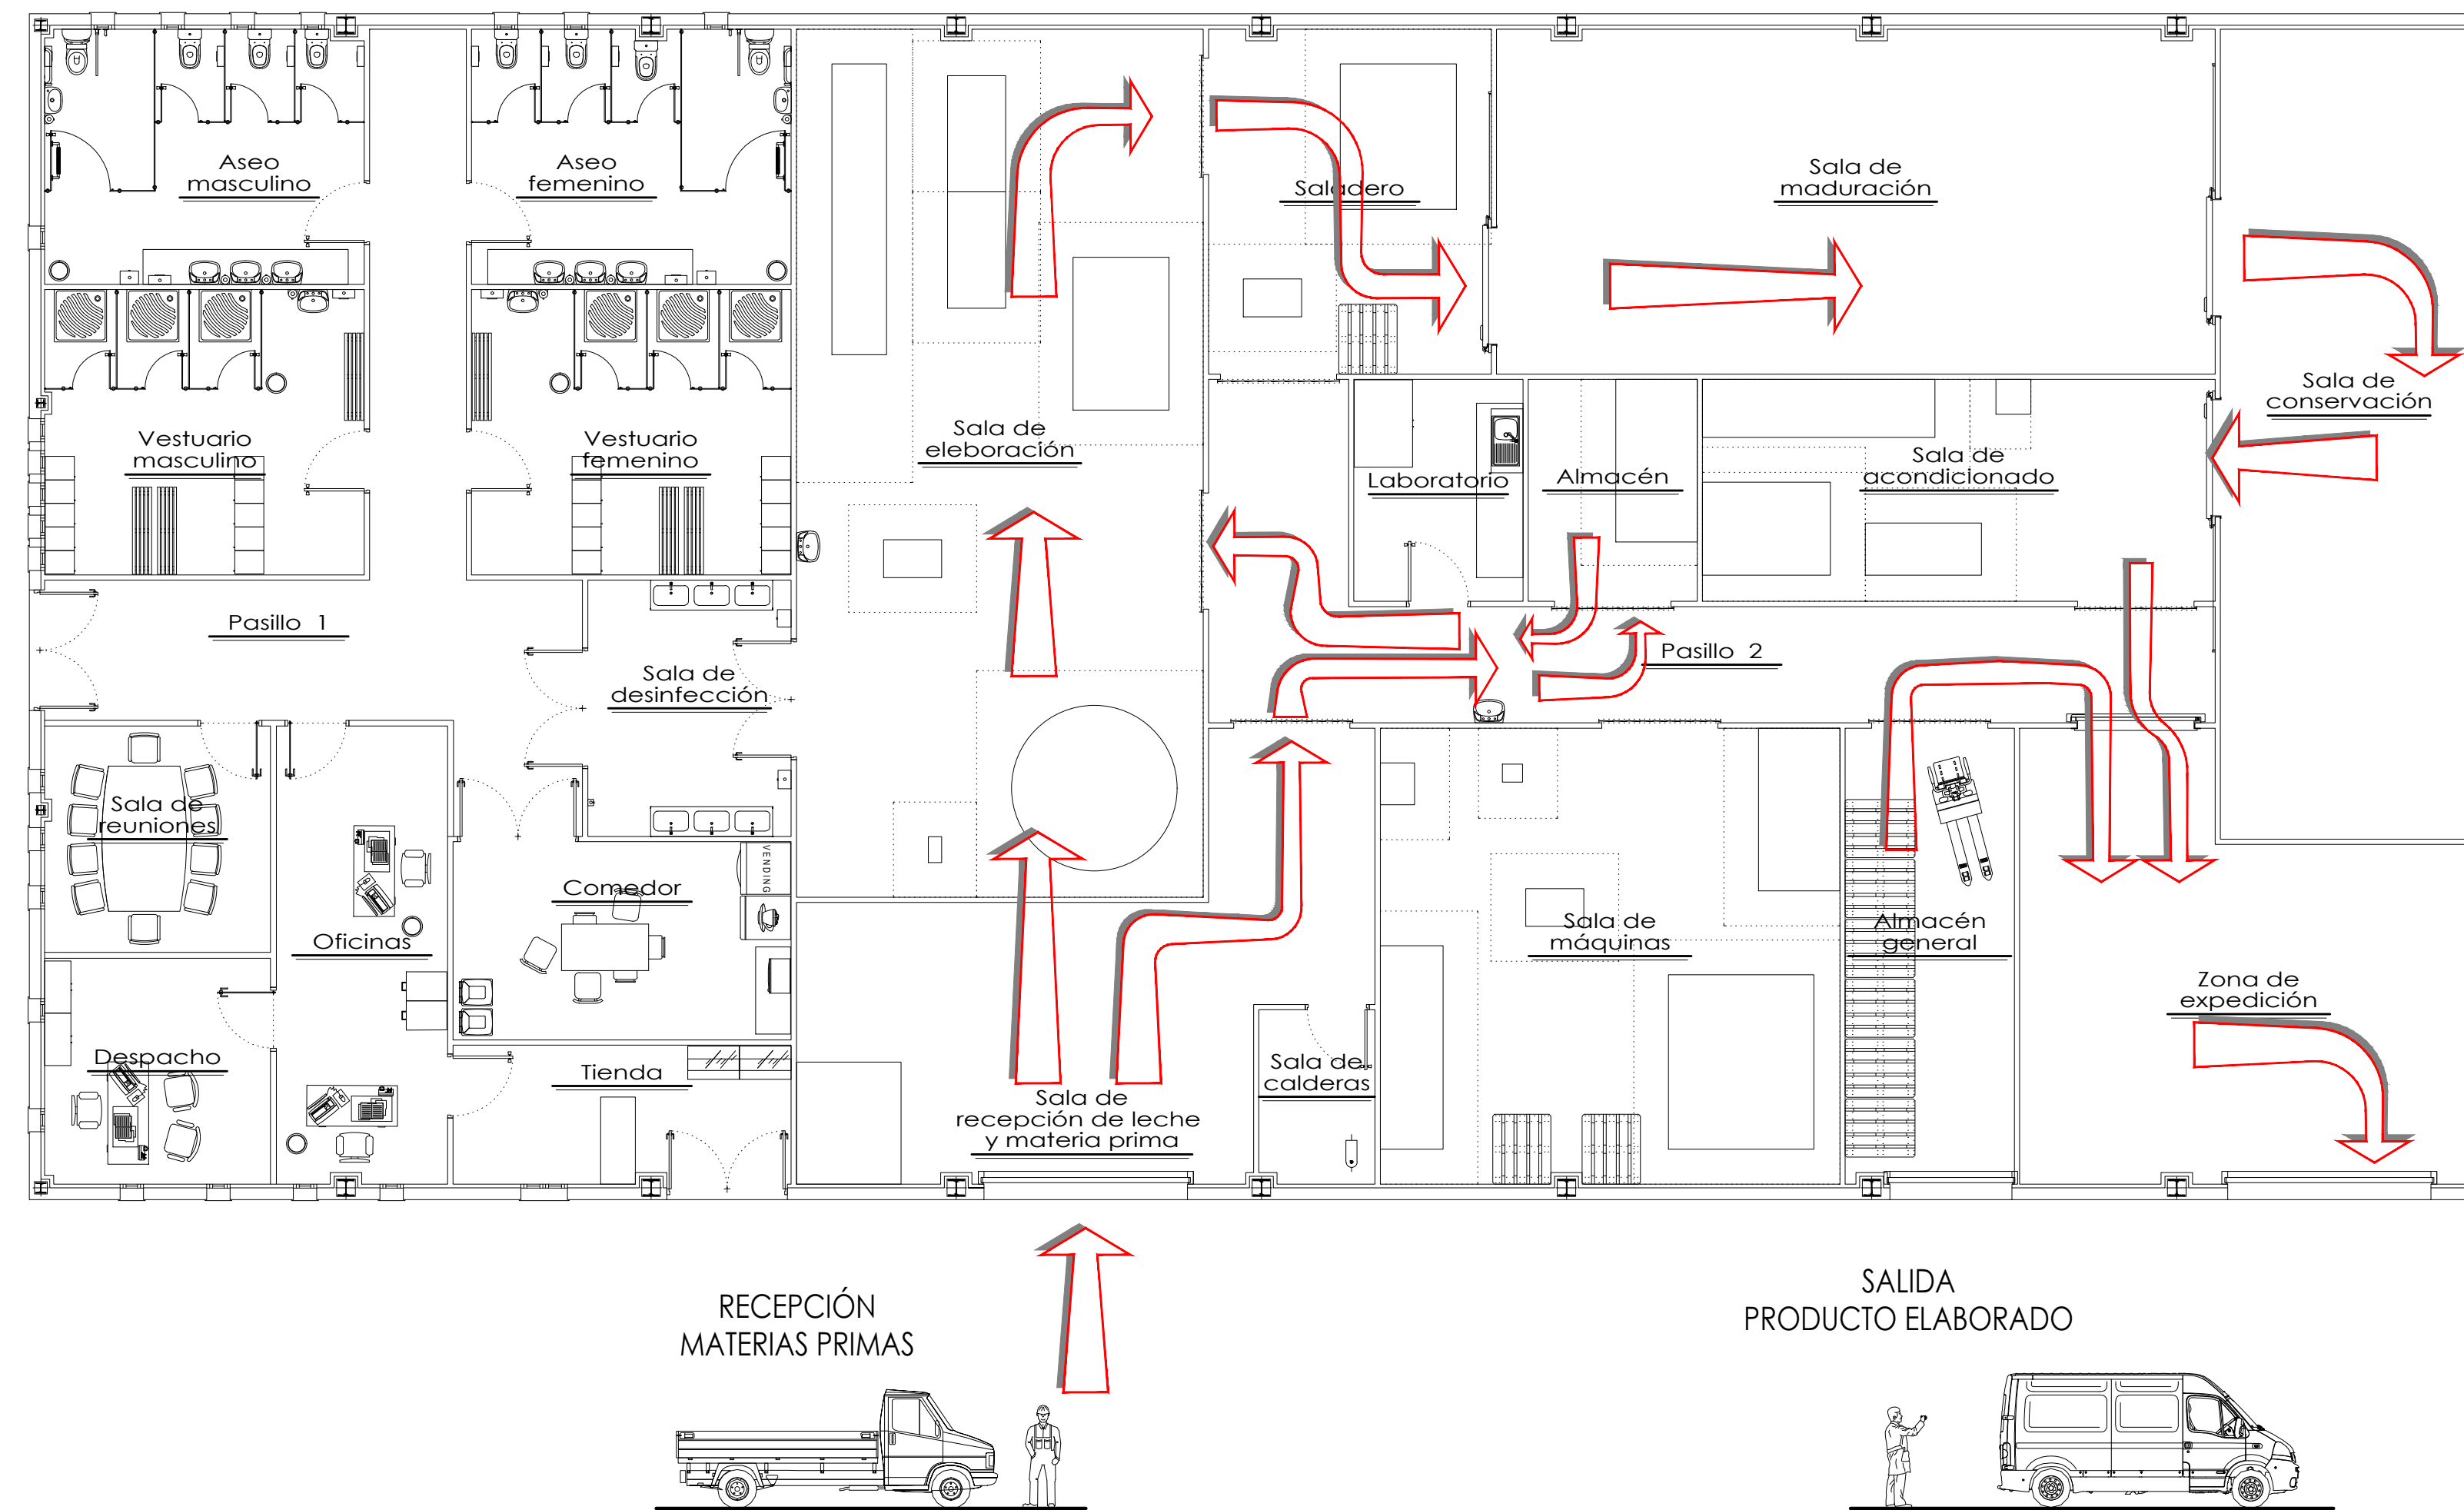 Aseo
masculino
Aseo
femenino
Saladero
Sala de
maduración
Sala de
conservación
Vestuario
masculino
Vestuario
femenino
Sala de
eleboración
Laboratorio
Almacén
Sala de
acondicionado
Pasillo 1
Sala de
desinfección
Pasillo 2
Sala de
reuniones
Oficinas
Comedor
VENDING
Sala de
máquinas
Almacén
general
Zona de
expedición
Despacho
Tienda
Sala de
recepción de leche
y materia prima
Sala de
calderas
RECEPCIÓN
MATERIAS PRIMAS
SALIDA
PRODUCTO ELABORADO